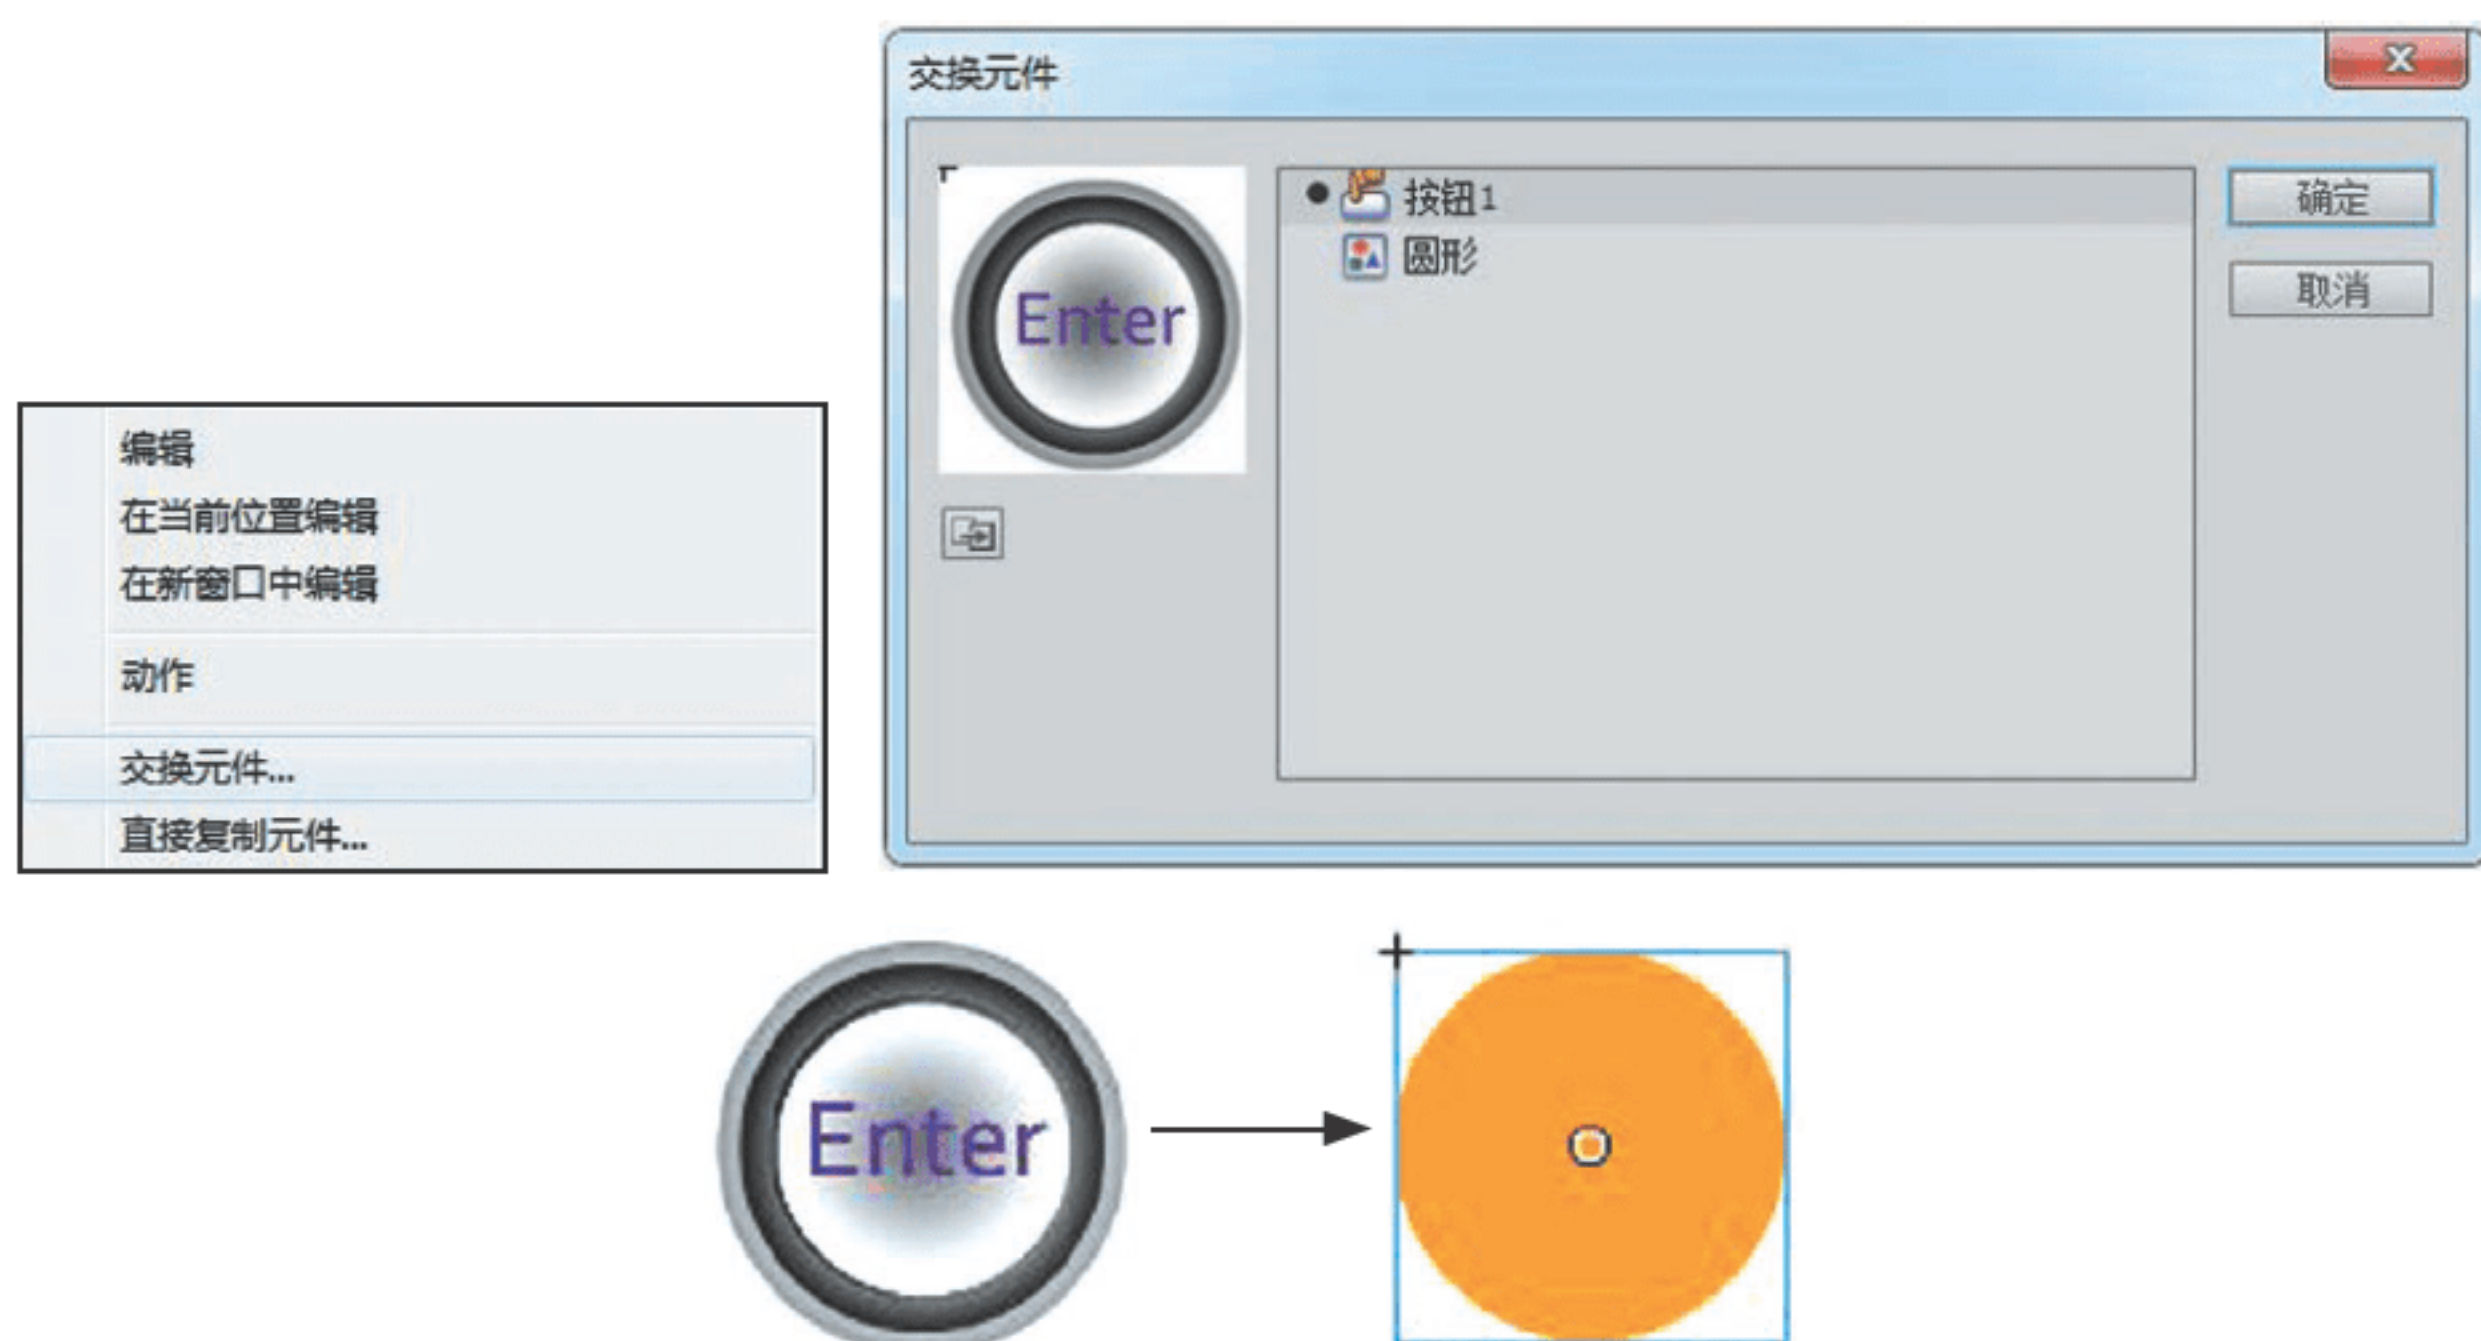 编辑
在当前位置编辑
在新窗口中编辑
动作
交换元件...
直接复制元件...
交换元件
Enter
按钮1
圆形
确定
取消
Enter